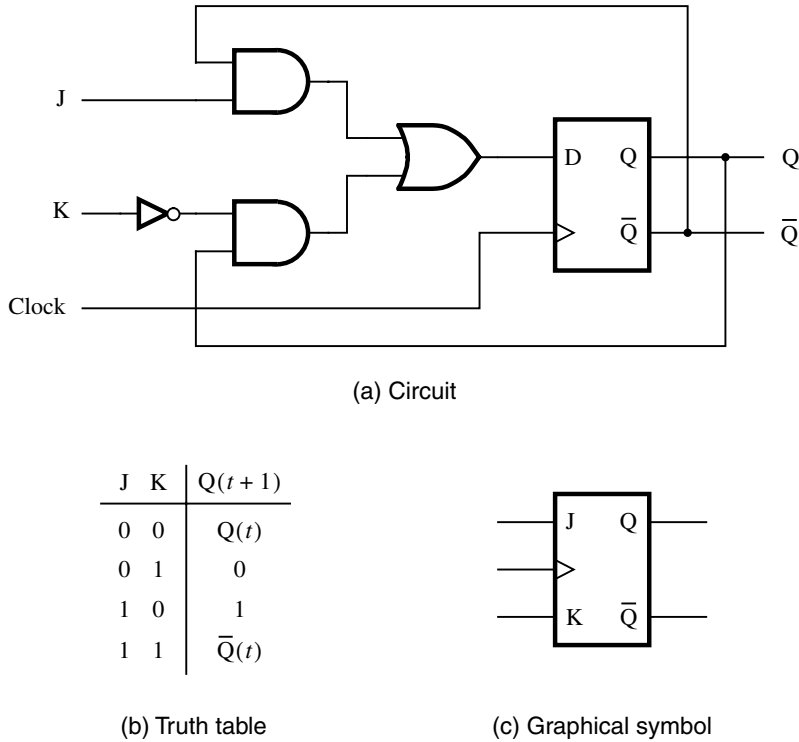 J
D Q Q
K
Q̅ Q̅
Clock
(a) Circuit
J K Q(t + 1)
0 0 Q(t)
0 1 0
1 0 1
1 1 Q̅(t)
J Q
K Q̅
(b) Truth table
(c) Graphical symbol